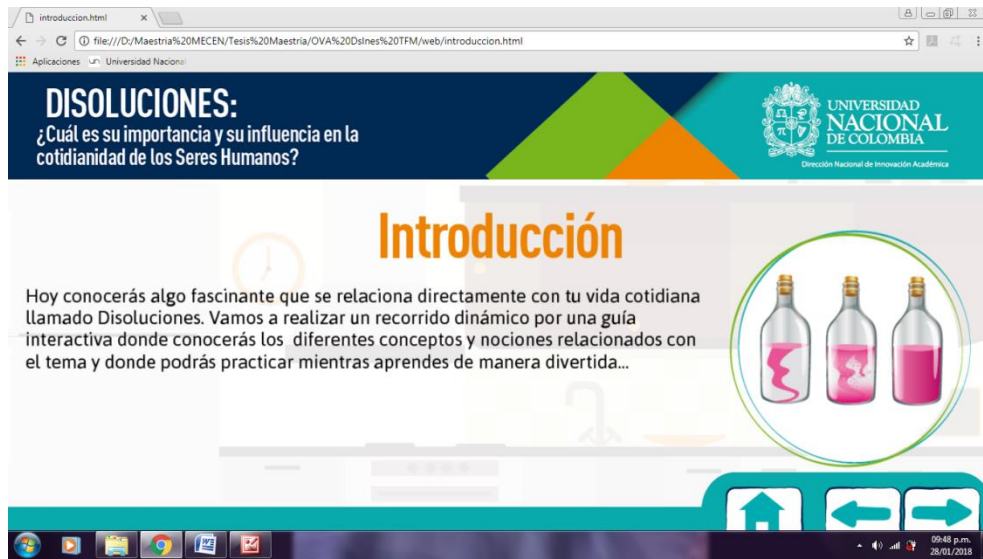 introduccion.html
file:///D:/Maestria%20MECEN/Tesis%20Maestria/OVA%20Dslnes%20TFM/web/introduccion.html
Aplicaciones
Universidad Nacional
DISOLUCIONES:
¿Cuál es su importancia y su influencia en la
cotidianidad de los Seres Humanos?
UNIVERSIDAD
NACIONAL
DE COLOMBIA
Dirección Nacional de Innovación Académica
Introducción
Hoy conocerás algo fascinante que se relaciona directamente con tu vida cotidiana
llamado Disoluciones. Vamos a realizar un recorrido dinámico por una guía
interactiva donde conocerás los diferentes conceptos y nociones relacionados con
el tema y donde podrás practicar mientras aprendes de manera divertida...
09:48 p.m.
28/01/2018